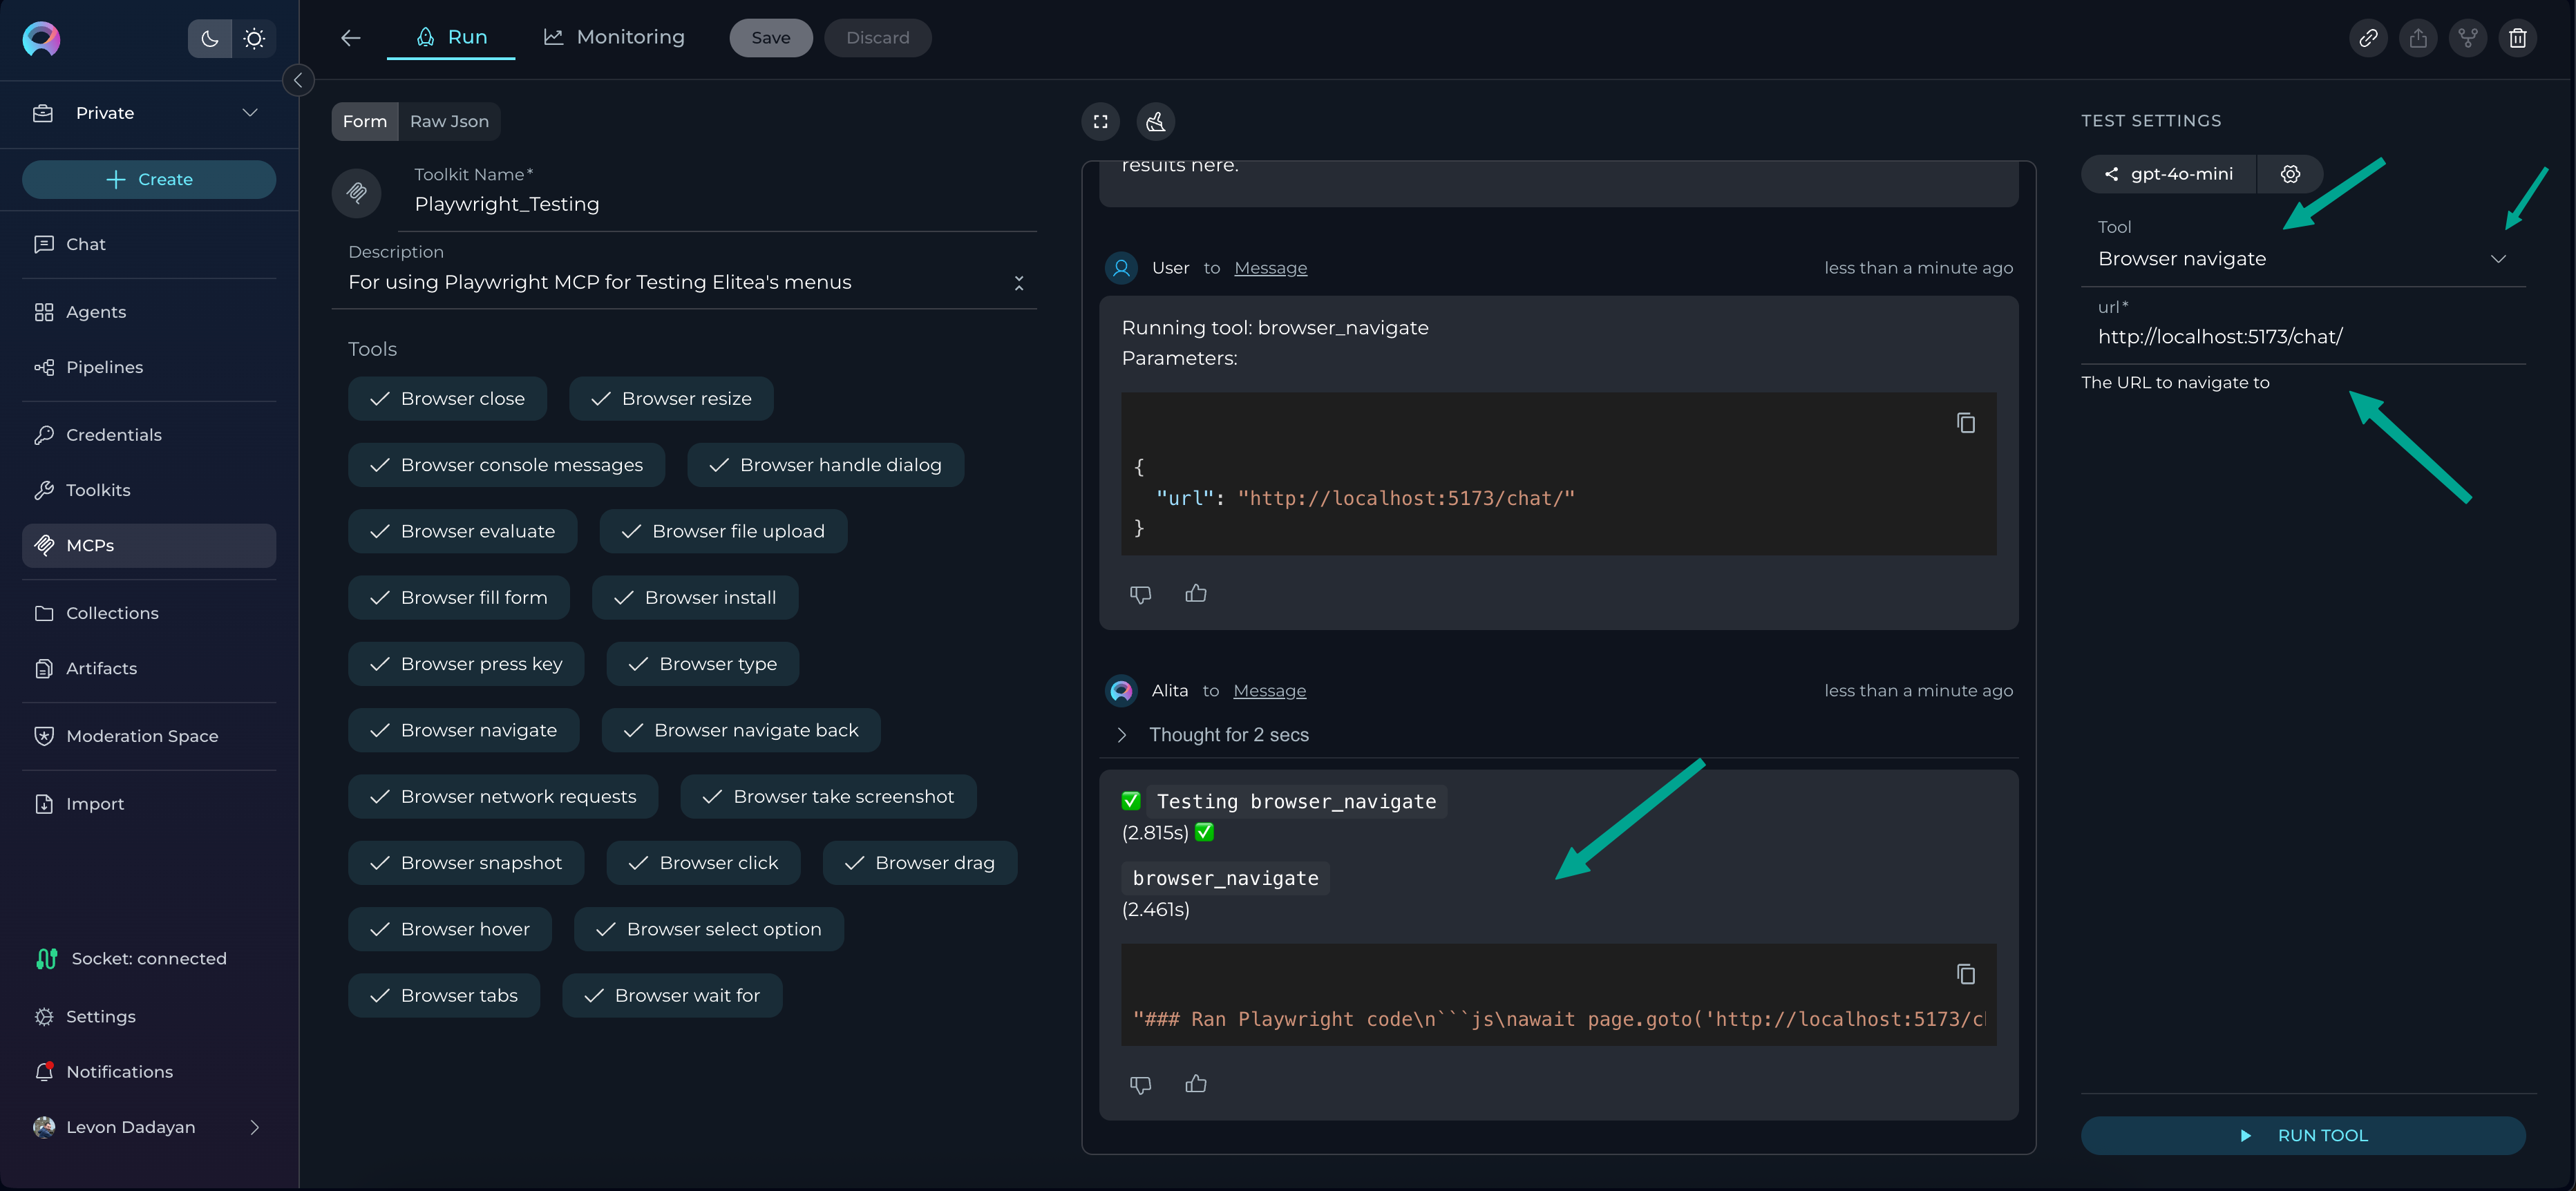 Private
Create
Chat
Agents
Pipelines
Credentials
Toolkits
MCPs
Collections
Artifacts
Moderation Space
Import
Socket: connected
Settings
Notifications
Levon Dadayan
Run
Monitoring
Save
Discard
Form
Raw Json
Toolkit Name*
Playwright_Testing
Description
For using Playwright MCP for Testing Elitea's menus
Tools
Browser close
Browser resize
Browser console messages
Browser handle dialog
Browser evaluate
Browser file upload
Browser fill form
Browser install
Browser press key
Browser type
Browser navigate
Browser navigate back
Browser network requests
Browser take screenshot
Browser snapshot
Browser click
Browser drag
Browser hover
Browser select option
Browser tabs
Browser wait for
results here.
User to Message
less than a minute ago
Running tool: browser_navigate
Parameters:
{
"url": "http://localhost:5173/chat/"
}
Alita to Message
less than a minute ago
Thought for 2 secs
Testing browser_navigate
(2.815s)
browser_navigate
(2.461s)
"### Ran Playwright code\n```js\nawait page.goto('http://localhost:5173/c
TEST SETTINGS
gpt-4o-mini
Tool
Browser navigate
url*
http://localhost:5173/chat/
The URL to navigate to
RUN TOOL